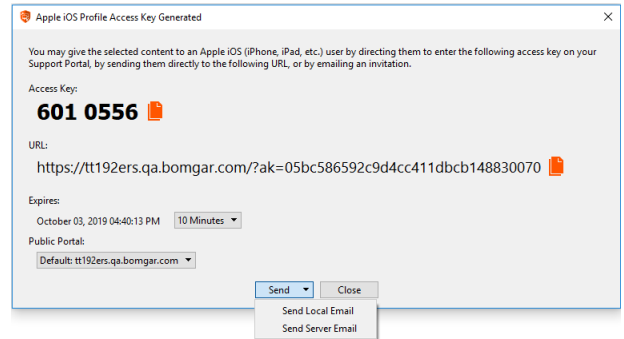 Apple iOS Profile Access Key Generated
You may give the selected content to an Apple iOS (iPhone, iPad, etc.) user by directing them to enter the following access key on your
Support Portal, by sending them directly to the following URL, or by emailing an invitation.
Access Key:
601 0556
URL:
https://tt192ers.qa.bomgar.com/?ak=05bc586592c9d4cc411dbcb148830070
Expires:
October 03, 2019 04:40:13 PM 10 Minutes
Public Portal:
Default: tt192ers.qa.bomgar.com
Send Close
Send Local Email
Send Server Email